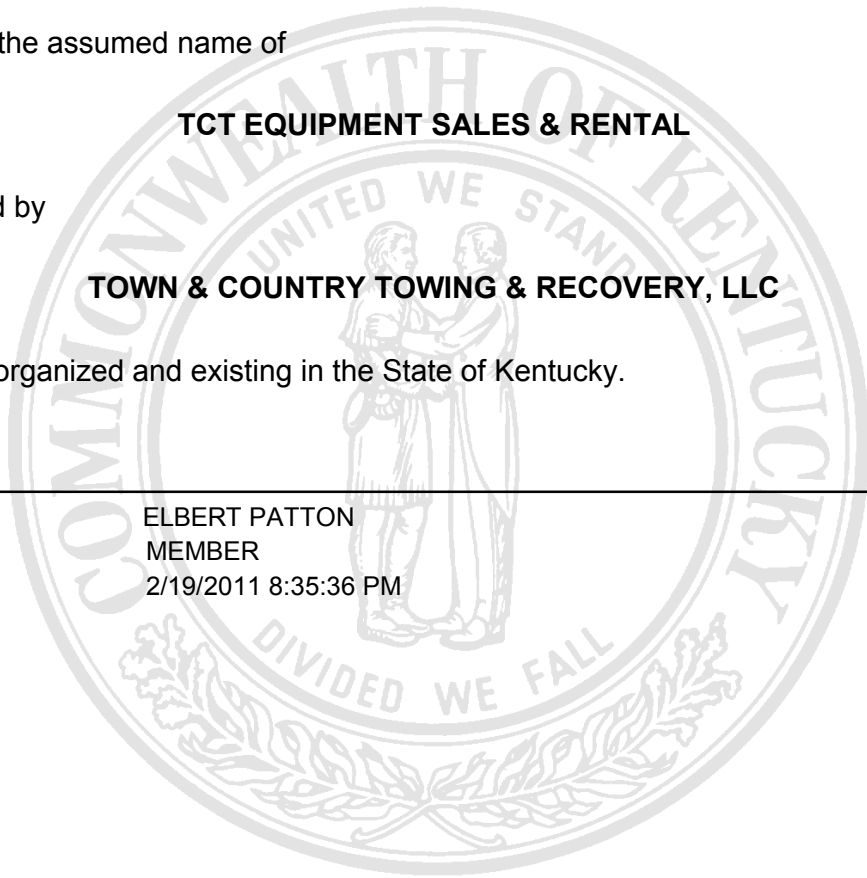 the assumed name of
TCT EQUIPMENT SALES & RENTAL
d by
TOWN & COUNTRY TOWING & RECOVERY, LLC
organized and existing in the State of Kentucky.
ELBERT PATTON
MEMBER
2/19/2011 8:35:36 PM
COMMONWEALTH OF KENTUCKY
UNITED WE STAND
DIVIDED WE FALL